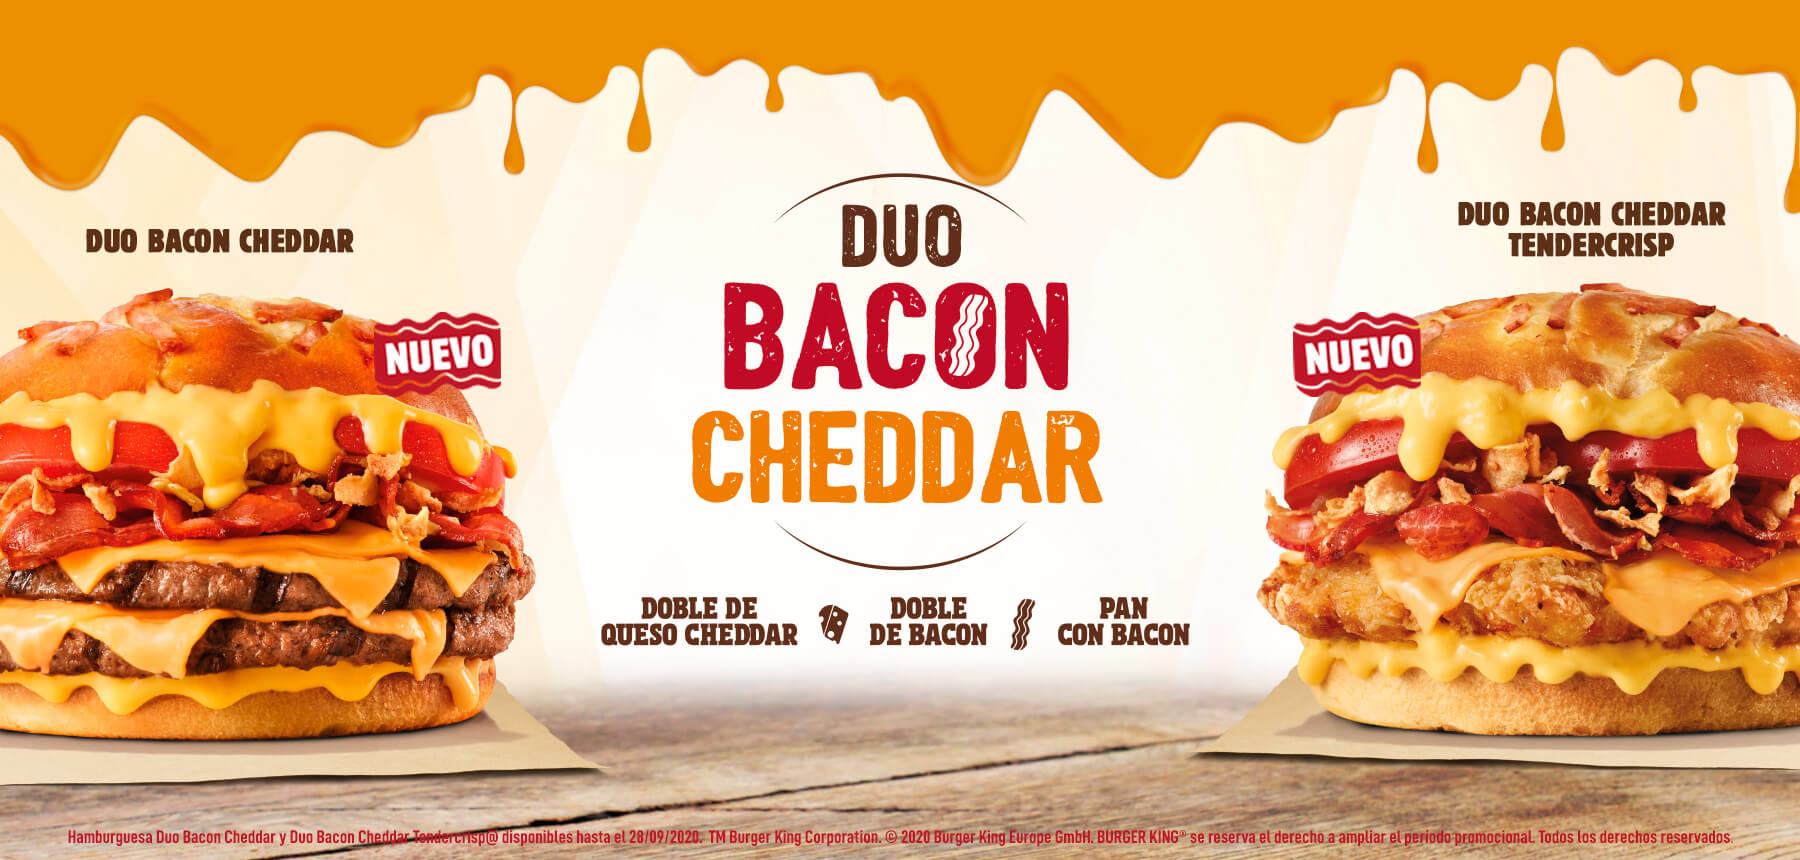 DUO BACON CHEDDAR
NUEVO
DUO
BACON
CHEDDAR
DOBLE DE
QUESO CHEDDAR
DOBLE
DE BACON
PAN
CON BACON
DUO BACON CHEDDAR
TENDERCRISP
NUEVO
Hamburguesa Duo Bacon Cheddar y Duo Bacon Cheddar Tendercrisp@ disponibles hasta el 28/09/2020. TM Burger King Corporation. © 2020 Burger King Europe GmbH. BURGER KING® se reserva el derecho a ampliar el periodo promocional. Todos los derechos reservados.